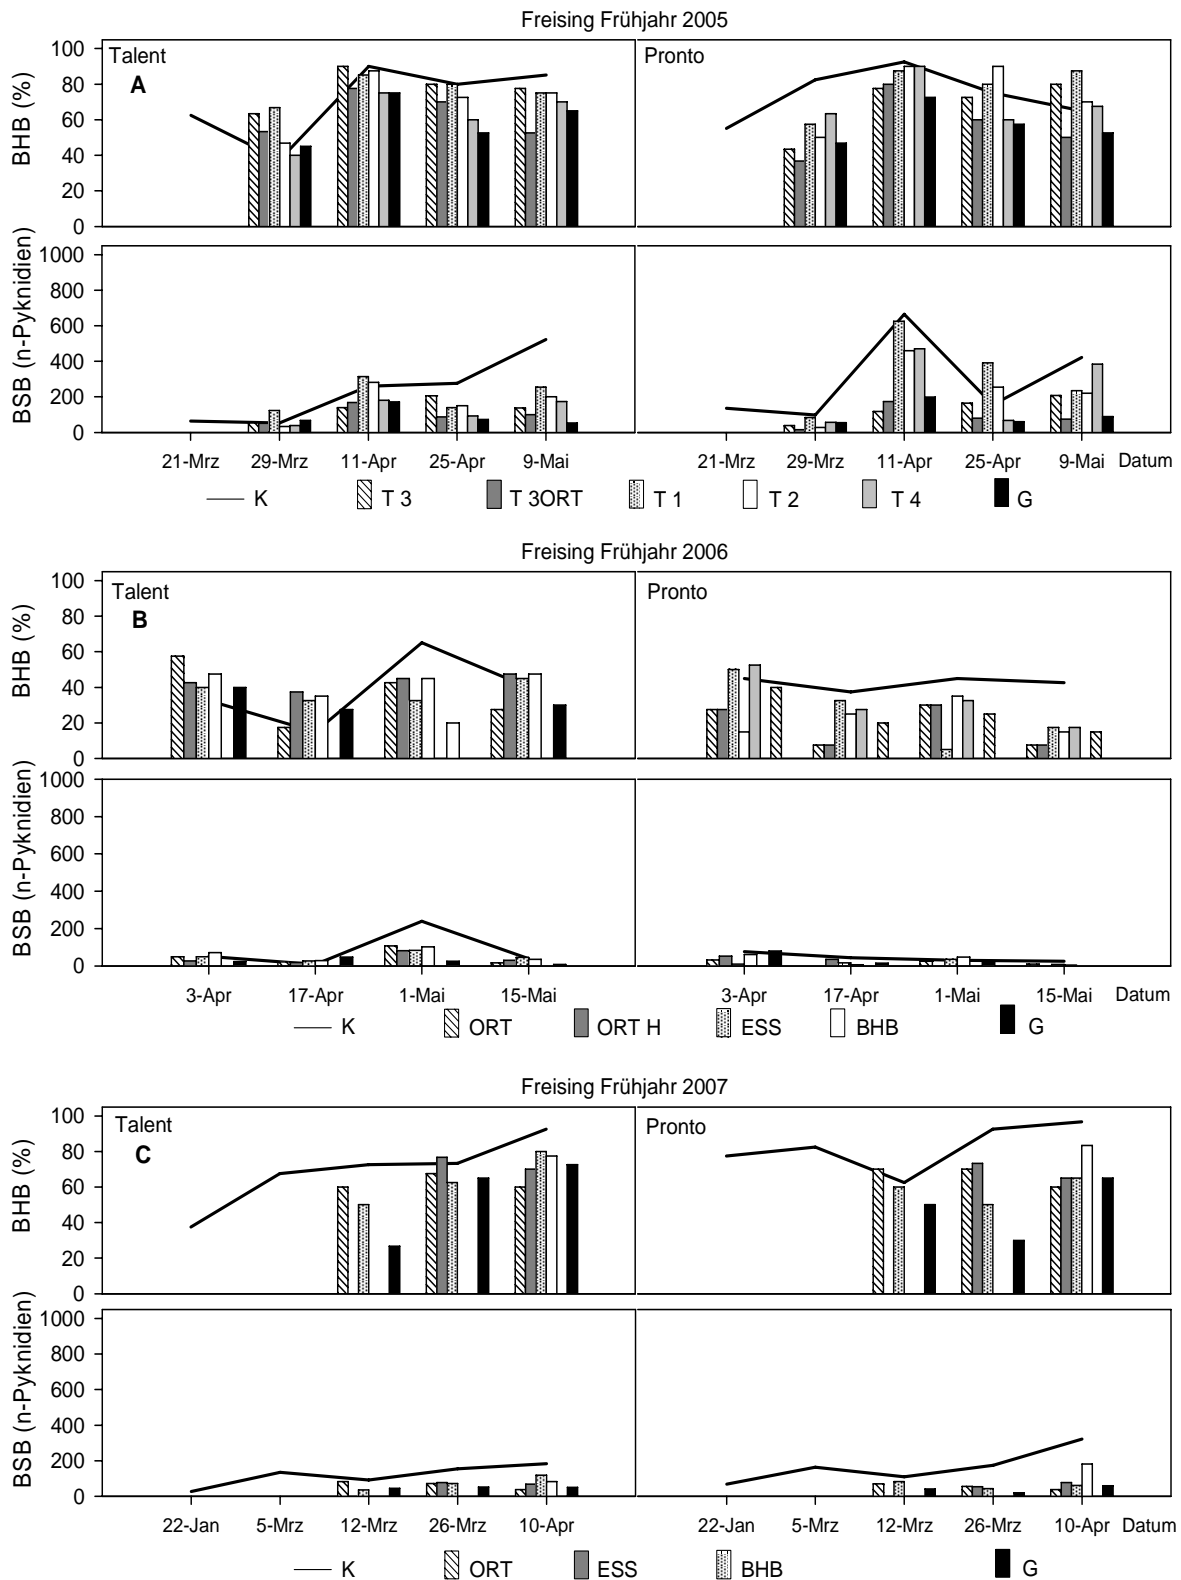 Freising Frühjahr 2005
Talent
Pronto
A
BHB (%)
100
80
60
40
20
0
BSB (n-Pyknidien)
1000
800
600
400
200
0
21-Mrz 29-Mrz 11-Apr 25-Apr 9-Mai 21-Mrz 29-Mrz 11-Apr 25-Apr 9-Mai Datum
K T 3 T 3ORT T 1 T 2 T 4 G
Freising Frühjahr 2006
Talent
Pronto
B
BHB (%)
100
80
60
40
20
0
BSB (n-Pyknidien)
1000
800
600
400
200
0
3-Apr 17-Apr 1-Mai 15-Mai 3-Apr 17-Apr 1-Mai 15-Mai Datum
K ORT ORT H ESS BHB G
Freising Frühjahr 2007
Talent
Pronto
C
BHB (%)
100
80
60
40
20
0
BSB (n-Pyknidien)
1000
800
600
400
200
0
22-Jan 5-Mrz 12-Mrz 26-Mrz 10-Apr 22-Jan 5-Mrz 12-Mrz 26-Mrz 10-Apr Datum
K ORT ESS BHB G